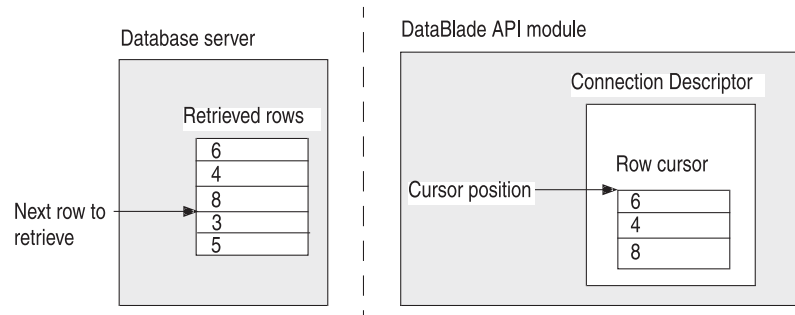 Database server
Retrieved rows
6
4
8
3
5
Next row to
retrieve
DataBlade API module
Connection Descriptor
Row cursor
Cursor position
6
4
8